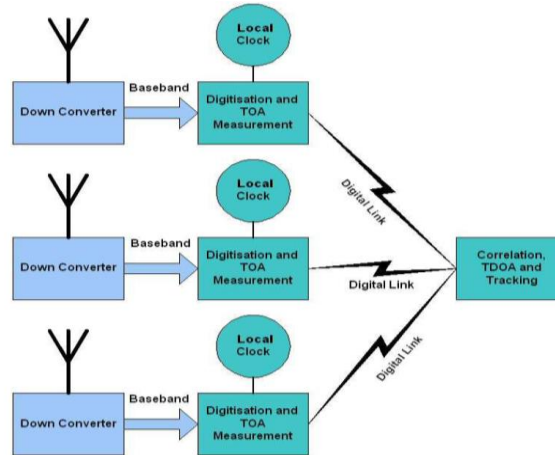 Local
Clock
Baseband
Down Converter
Digitisation and
TOA
Measurement
Digital Link
Local
Clock
Baseband
Down Converter
Digitisation and
TOA
Measurement
Digital Link
Correlation,
TDOA and
Tracking
Local
Clock
Baseband
Down Converter
Digitisation and
TOA
Measurement
Digital Link